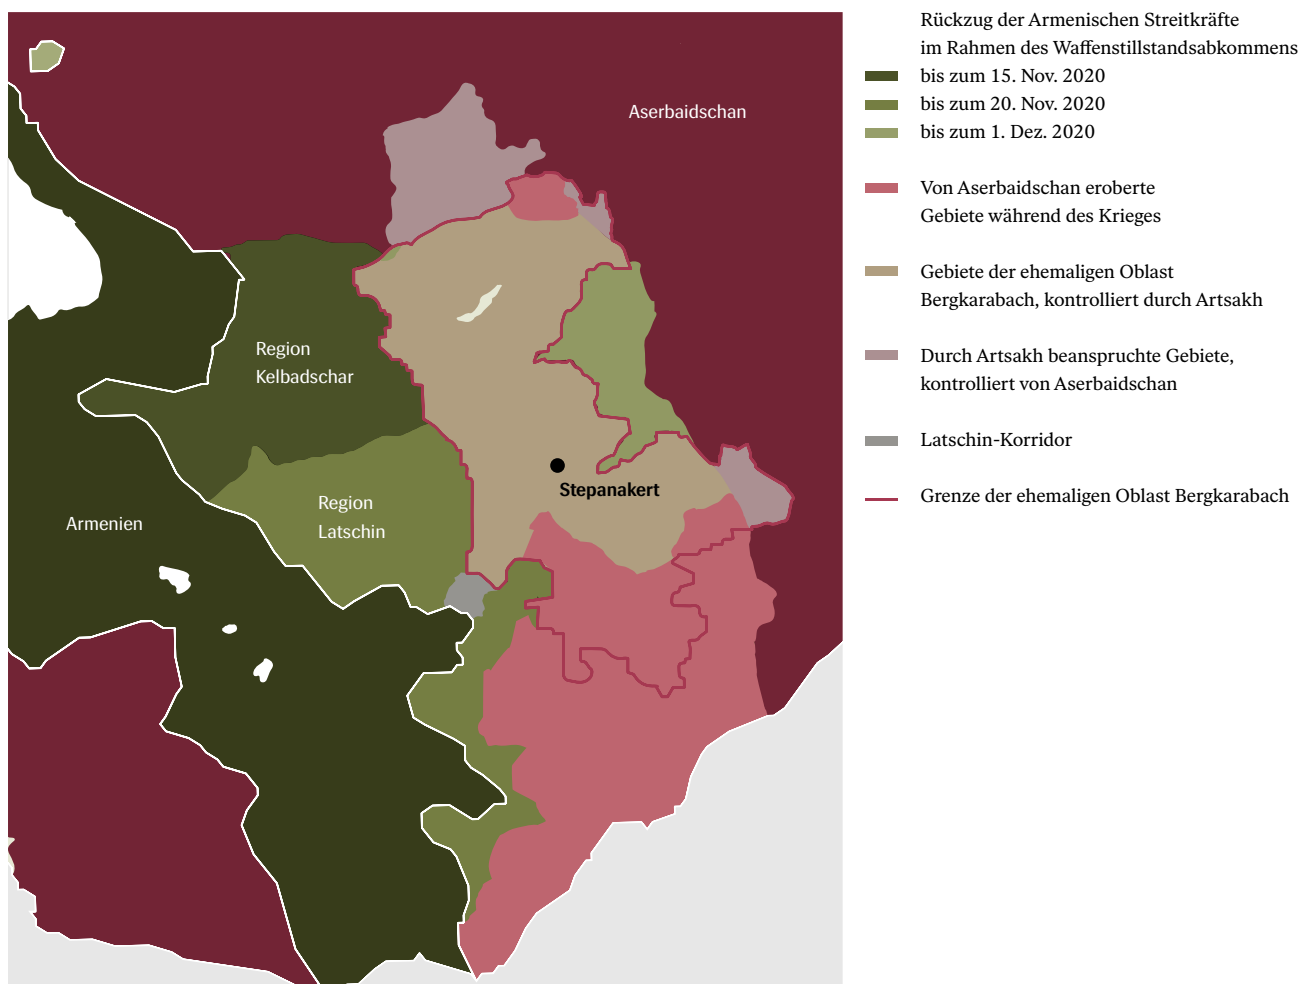 Aserbaidschan
Region
Kelbadschar
Region
Latschin
Armenien
Stepanakert
Rückzug der Armenischen Streitkräfte
im Rahmen des Waffenstillstandsabkommens
bis zum 15. Nov. 2020
bis zum 20. Nov. 2020
bis zum 1. Dez. 2020
Von Aserbaidschan eroberte
Gebiete während des Krieges
Gebiete der ehemaligen Oblast
Bergkarabach, kontrolliert durch Artsakh
Durch Artsakh beanspruchte Gebiete,
kontrolliert von Aserbaidschan
Latschin-Korridor
Grenze der ehemaligen Oblast Bergkarabach